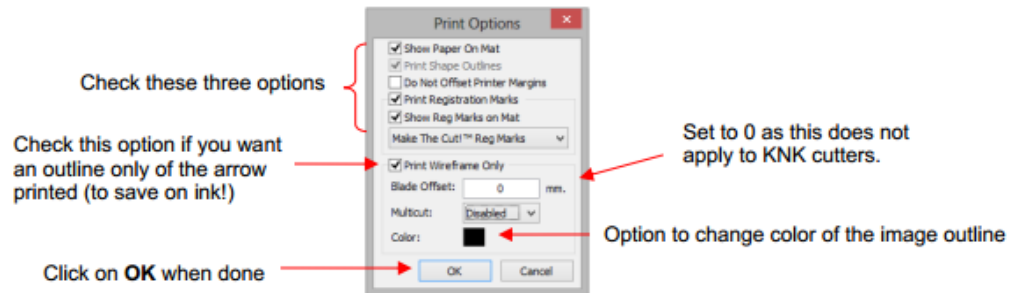 Print Options
Show Paper On Mat
Print Shape Outlines
Do Not Offset Printer Margins
Print Registration Marks
Show Reg Marks on Mat
Make The Cut!™ Reg Marks
Print Wireframe Only
Blade Offset: 0 mm.
Multicut: Disabled
Color:
OK Cancel
Check these three options
Check this option if you want
an outline only of the arrow
printed (to save on ink!)
Click on OK when done
Set to 0 as this does not
apply to KNK cutters.
Option to change color of the image outline